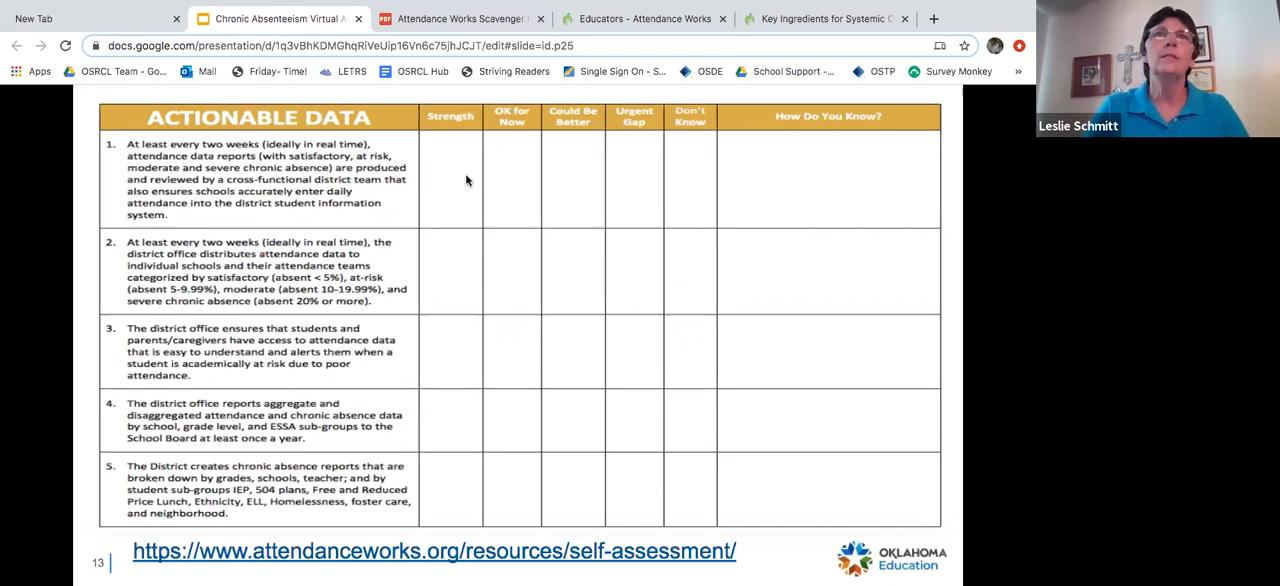 New Tab
Chronic Absenteeism Virtual A
Attendance Works Scavenger
Educators - Attendance Works
Key Ingredients for Systemic C
docs.google.com/presentation/d/1q3vBhKDMGhqRiVeUip16Vn6c75jhJCJT/edit#slide=id.p25
Apps
OSRCL Team - Go...
Mail
Friday- Time!
LETRS
OSRCL Hub
Striving Readers
Single Sign On - S...
OSDE
School Support -...
OSTP
Survey Monkey
»
Leslie Schmitt
ACTIONABLE DATA
Strength
OK for
Now
Could Be
Better
Urgent
Gap
Don't
Know
How Do You Know?
1. At least every two weeks (ideally in real time),
attendance data reports (with satisfactory, at risk,
moderate and severe chronic absence) are produced
and reviewed by a cross-functional district team that
also ensures schools accurately enter daily
attendance into the district student information
system.
2. At least every two weeks (ideally in real time), the
district office distributes attendance data to
individual schools and their attendance teams
categorized by satisfactory (absent < 5%), at-risk
(absent 5-9.99%), moderate (absent 10-19.99%), and
severe chronic absence (absent 20% or more).
3. The district office ensures that students and
parents/caregivers have access to attendance data
that is easy to understand and alerts them when a
student is academically at risk due to poor
attendance.
4. The district office reports aggregate and
disaggregated attendance and chronic absence data
by school, grade level, and ESSA sub-groups to the
School Board at least once a year.
5. The District creates chronic absence reports that are
broken down by grades, schools, teacher; and by
student sub-groups IEP, 504 plans, Free and Reduced
Price Lunch, Ethnicity, ELL, Homelessness, foster care,
and neighborhood.
13
https://www.attendanceworks.org/resources/self-assessment/
OKLAHOMA
Education